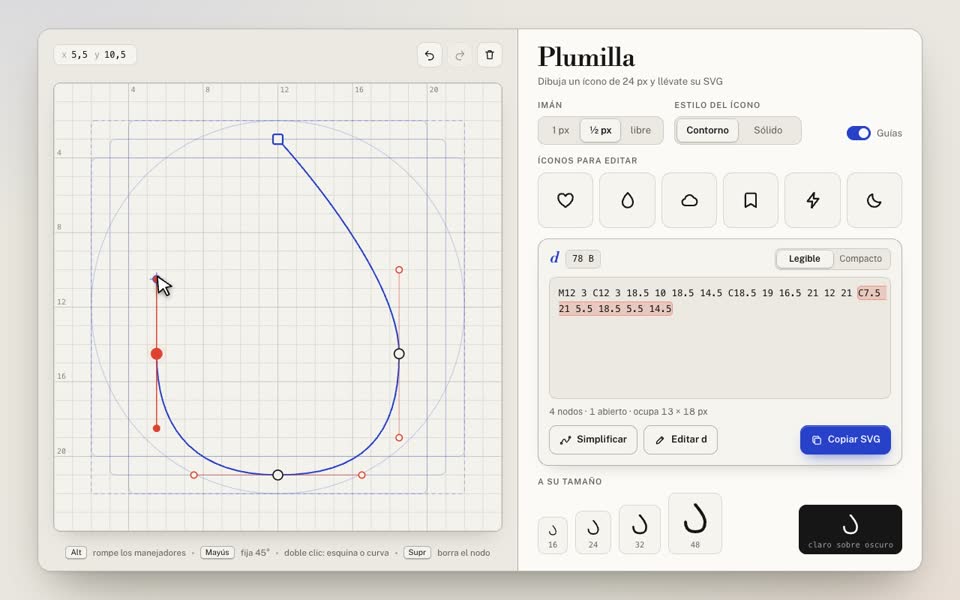 x 5,5 y 10,5
4 8 12 16 20
4
8
12
16
20
Alt rompe los manejadores · Mayús fija 45° · doble clic: esquina o curva · Supr borra el nodo
Plumilla
Dibuja un ícono de 24 px y llévate su SVG
IMÁN
1 px ½ px libre
ESTILO DEL ÍCONO
Contorno Sólido
Guías
ÍCONOS PARA EDITAR
d 78 B
Legible Compacto
M12 3 C12 3 18.5 10 18.5 14.5 C18.5 19 16.5 21 12 21 C7.5
21 5.5 18.5 5.5 14.5
4 nodos · 1 abierto · ocupa 13 × 18 px
Simplificar Editar d Copiar SVG
A SU TAMAÑO
16 24 32 48
claro sobre oscuro